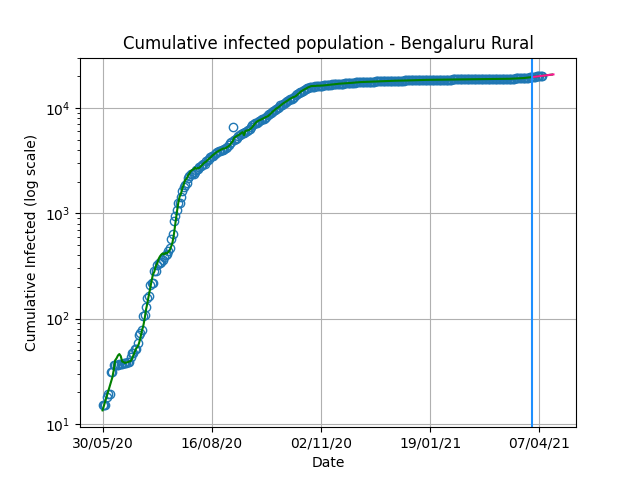 Cumulative infected population - Bengaluru Rural
Cumulative Infected (log scale)
10⁴
10³
10²
10¹
30/05/20 16/08/20 02/11/20 19/01/21 07/04/21
Date